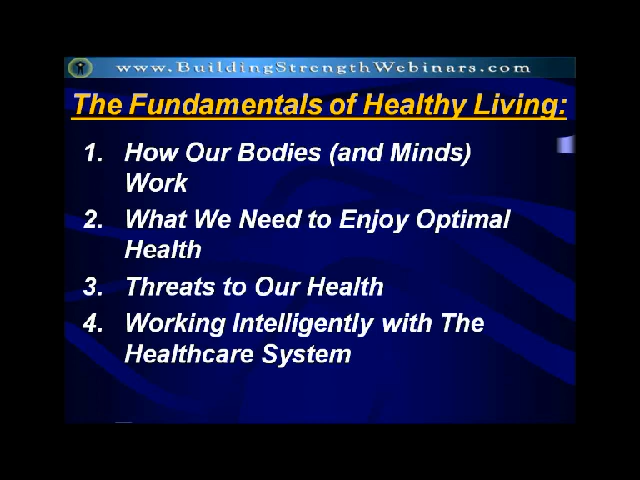 www.BuildingStrengthWebinars.com
The Fundamentals of Healthy Living:
1. How Our Bodies (and Minds)
Work
2. What We Need to Enjoy Optimal
Health
3. Threats to Our Health
4. Working Intelligently with The
Healthcare System